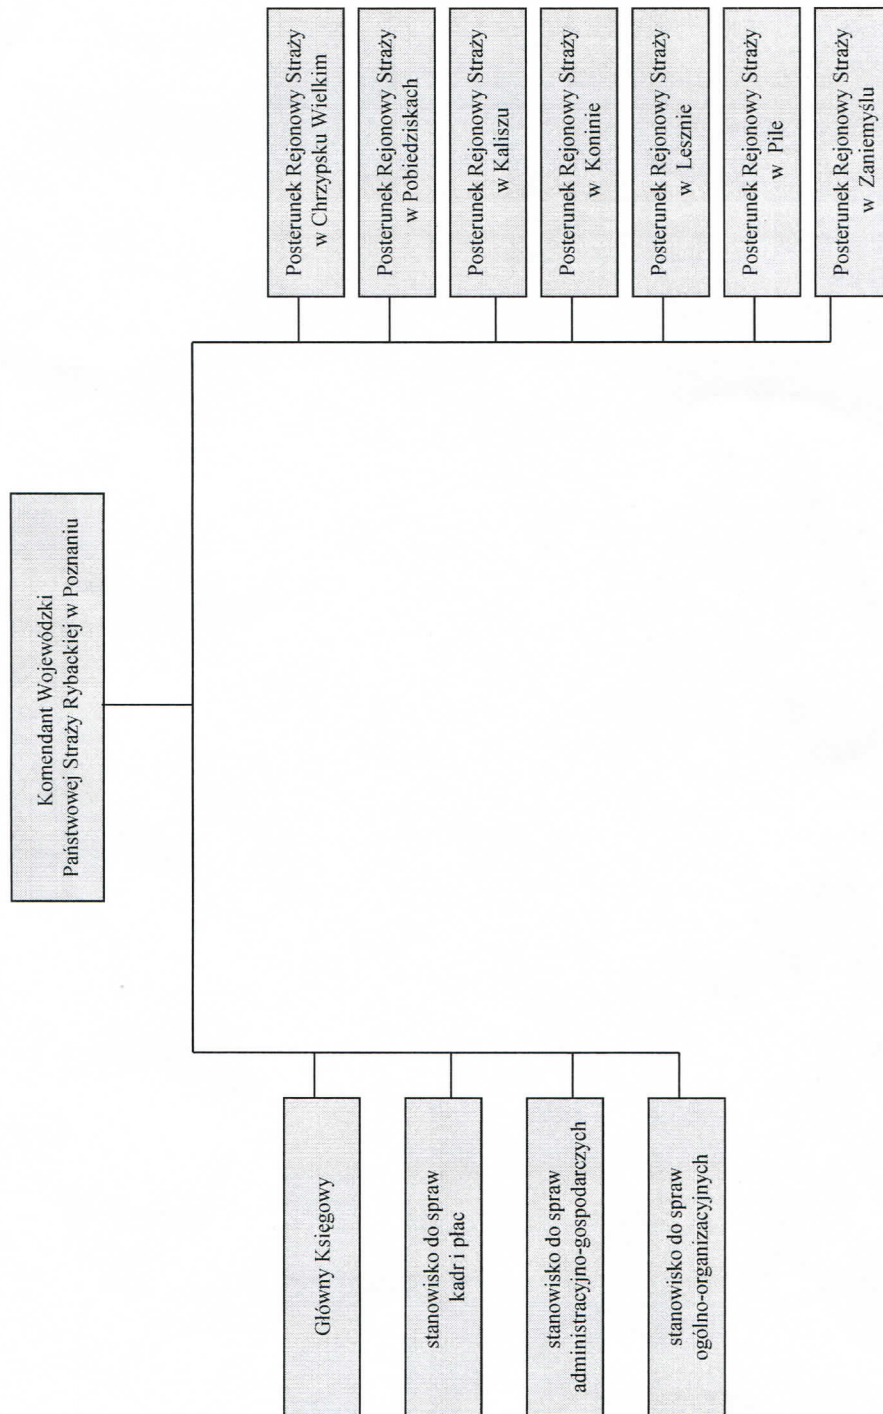 Komendant Wojewódzki
Państwowej Straży Rybackiej w Poznaniu
Główny Księgowy
stanowisko do spraw
kadr i płac
stanowisko do spraw
administracyjno-gospodarczych
stanowisko do spraw
ogólno-organizacyjnych
Posterunek Rejonowy Straży
w Chrzypsku Wielkim
Posterunek Rejonowy Straży
w Pobiedziskach
Posterunek Rejonowy Straży
w Kaliszu
Posterunek Rejonowy Straży
w Koninie
Posterunek Rejonowy Straży
w Lesznie
Posterunek Rejonowy Straży
w Pile
Posterunek Rejonowy Straży
w Zaniemyślu